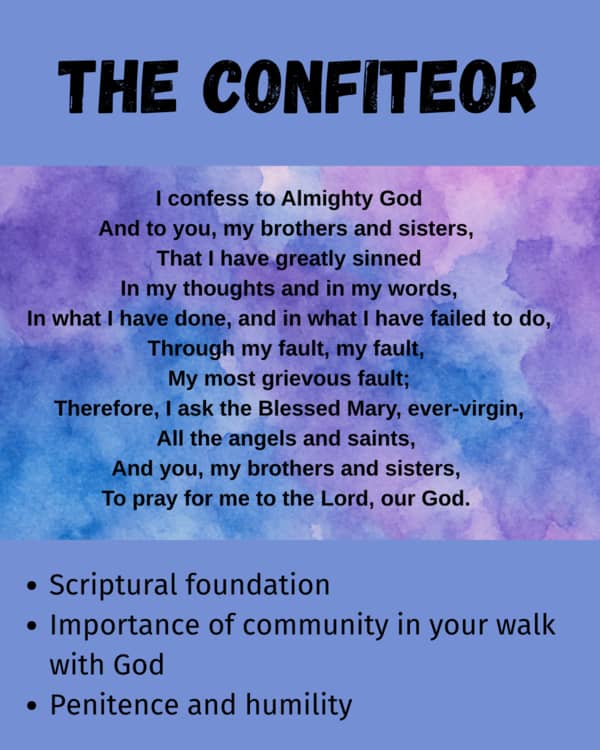 THE CONFITEOR
I confess to Almighty God
And to you, my brothers and sisters,
That I have greatly sinned
In my thoughts and in my words,
In what I have done, and in what I have failed to do,
Through my fault, my fault,
My most grievous fault;
Therefore, I ask the Blessed Mary, ever-virgin,
All the angels and saints,
And you, my brothers and sisters,
To pray for me to the Lord, our God.
• Scriptural foundation
• Importance of community in your walk
with God
• Penitence and humility